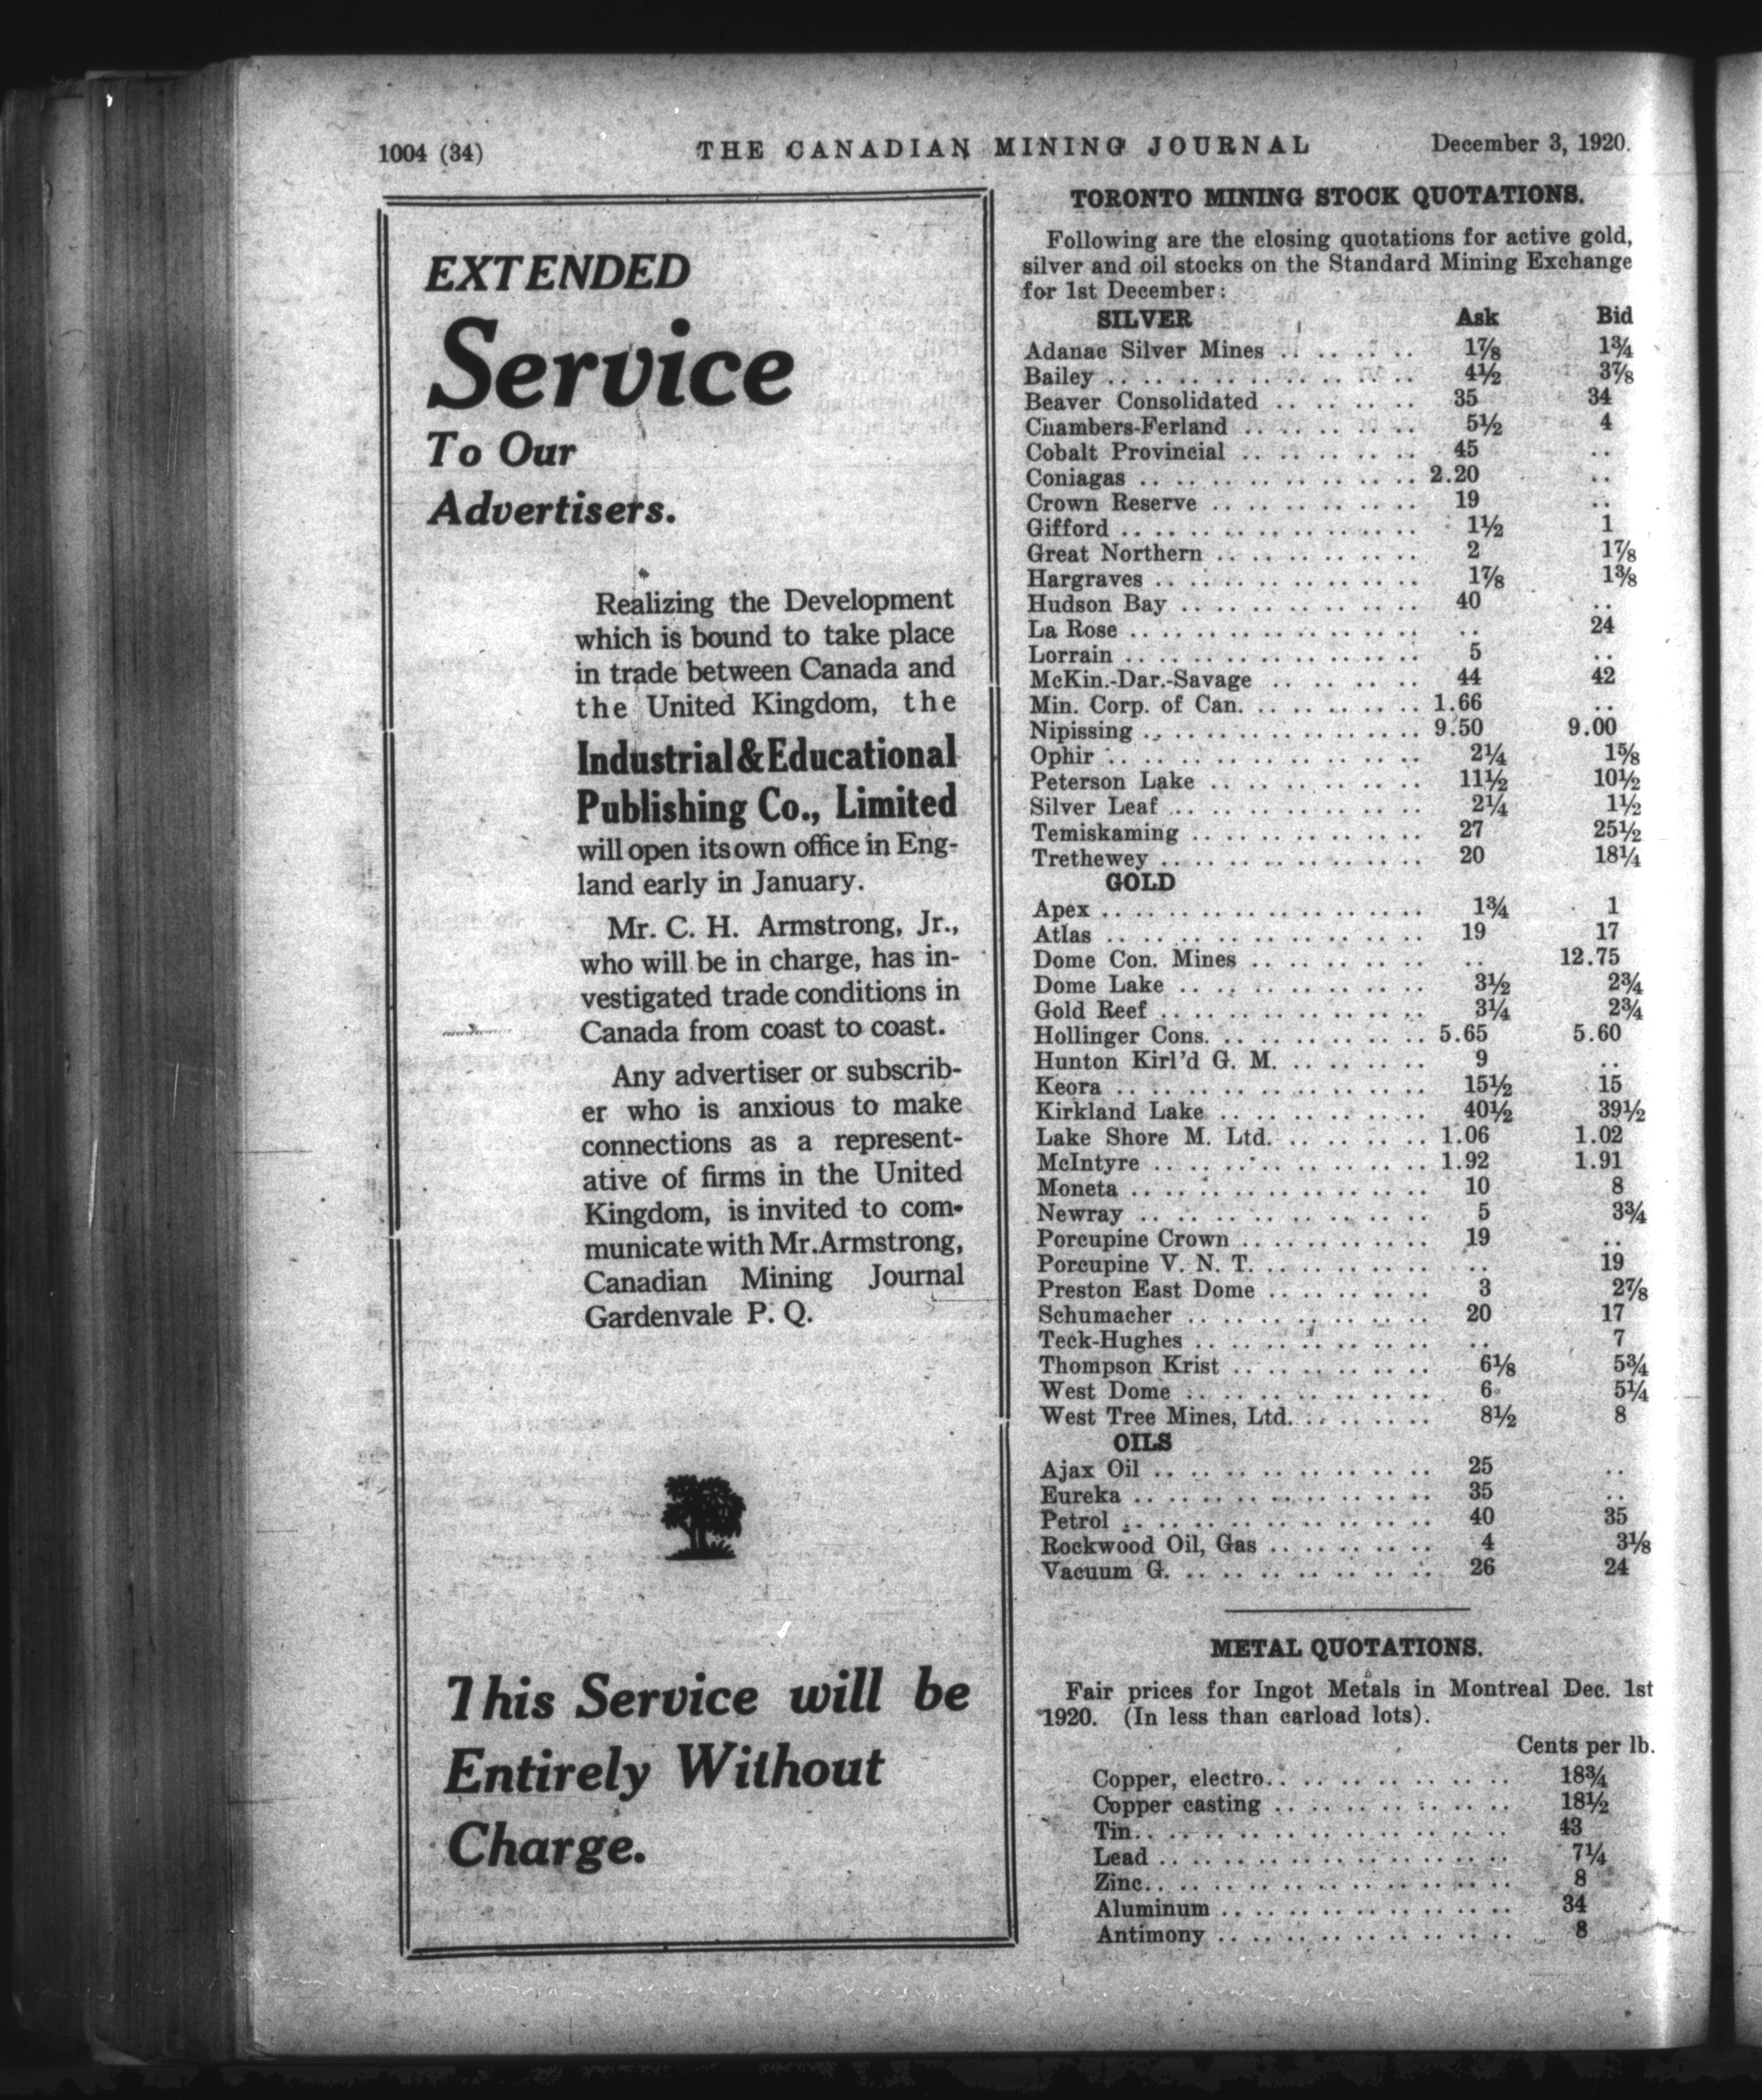 1004 (34)
THE CANADIAN MINING JOURNAL
December 3, 1920.
EXTENDED
Service
To Our
Advertisers.
Realizing the Development
which is bound to take place
in trade between Canada and
the United Kingdom, the
Industrial & Educational
Publishing Co., Limited
will open its own office in Eng-
land early in January.
Mr. C. H. Armstrong, Jr.,
who will be in charge, has in-
vestigated trade conditions in
Canada from coast to coast.
Any advertiser or subscrib-
er who is anxious to make
connections as a represent-
ative of firms in the United
Kingdom, is invited to com-
municate with Mr. Armstrong,
Canadian Mining Journal
Gardenvale P. Q.
This Service will be
Entirely Without
Charge.
TORONTO MINING STOCK QUOTATIONS.
Following are the closing quotations for active gold,
silver and oil stocks on the Standard Mining Exchange
for 1st December:
SILVER Ask Bid
Adanac Silver Mines .. .. .. .. 1⅞ 1¾
Bailey .. .. .. .. .. .. .. .. 4½ 3⅞
Beaver Consolidated .. .. .. .. 35 34
Chambers-Ferland .. .. .. .. .. 5½ 4
Cobalt Provincial .. .. .. .. .. 45 ..
Coniagas .. .. .. .. .. .. .. .. 2.20 ..
Crown Reserve .. .. .. .. .. .. 19 ..
Gifford .. .. .. .. .. .. .. .. 1½ 1
Great Northern .. .. .. .. .. .. 2 1⅞
Hargraves .. .. .. .. .. .. .. .. 1⅞ 1⅜
Hudson Bay .. .. .. .. .. .. .. 40 ..
La Rose .. .. .. .. .. .. .. .. .. 24
Lorrain .. .. .. .. .. .. .. .. 5 ..
McKin.-Dar.-Savage .. .. .. .. 44 42
Min. Corp. of Can. .. .. .. .. .. 1.66 ..
Nipissing .. .. .. .. .. .. .. .. 9.50 9.00
Ophir .. .. .. .. .. .. .. .. .. 2¼ 1⅝
Peterson Lake .. .. .. .. .. .. 11½ 10½
Silver Leaf .. .. .. .. .. .. .. 2¼ 1½
Temiskaming .. .. .. .. .. .. .. 27 25½
Trethewey .. .. .. .. .. .. .. .. 20 18¼
GOLD
Apex .. .. .. .. .. .. .. .. .. 1¾ 1
Atlas .. .. .. .. .. .. .. .. .. 19 17
Dome Con. Mines .. .. .. .. .. .. 12.75
Dome Lake .. .. .. .. .. .. .. 3½ 2¾
Gold Reef .. .. .. .. .. .. .. .. 3¼ 2¾
Hollinger Cons. .. .. .. .. .. .. 5.65 5.60
Hunton Kirl'd G. M. .. .. .. .. 9 ..
Keora .. .. .. .. .. .. .. .. .. 15½ 15
Kirkland Lake .. .. .. .. .. .. 40½ 39½
Lake Shore M. Ltd. .. .. .. .. 1.06 1.02
McIntyre .. .. .. .. .. .. .. .. 1.92 1.91
Moneta .. .. .. .. .. .. .. .. 10 8
Newray .. .. .. .. .. .. .. .. 5 3¾
Porcupine Crown .. .. .. .. .. 19 ..
Porcupine V. N. T. .. .. .. .. .. .. 19
Preston East Dome .. .. .. .. .. 3 2⅞
Schumacher .. .. .. .. .. .. .. 20 17
Teck-Hughes .. .. .. .. .. .. .. .. 7
Thompson Krist .. .. .. .. .. .. 6⅛ 5¾
West Dome .. .. .. .. .. .. .. 6 5¼
West Tree Mines, Ltd. .. .. .. .. 8½ 8
OILS
Ajax Oil .. .. .. .. .. .. .. .. 25 ..
Eureka .. .. .. .. .. .. .. .. 35 ..
Petrol .. .. .. .. .. .. .. .. 40 35
Rockwood Oil, Gas .. .. .. .. .. 4 3⅛
Vacuum G. .. .. .. .. .. .. .. 26 24
METAL QUOTATIONS.
Fair prices for Ingot Metals in Montreal Dec. 1st
1920. (In less than carload lots).
Cents per lb.
Copper, electro.. .. .. .. .. .. .. 18¾
Copper casting .. .. .. .. .. .. .. 18½
Tin.. .. .. .. .. .. .. .. .. .. 43
Lead .. .. .. .. .. .. .. .. .. 7¼
Zinc.. .. .. .. .. .. .. .. .. .. 8
Aluminum .. .. .. .. .. .. .. .. 34
Antimony .. .. .. .. .. .. .. .. 8